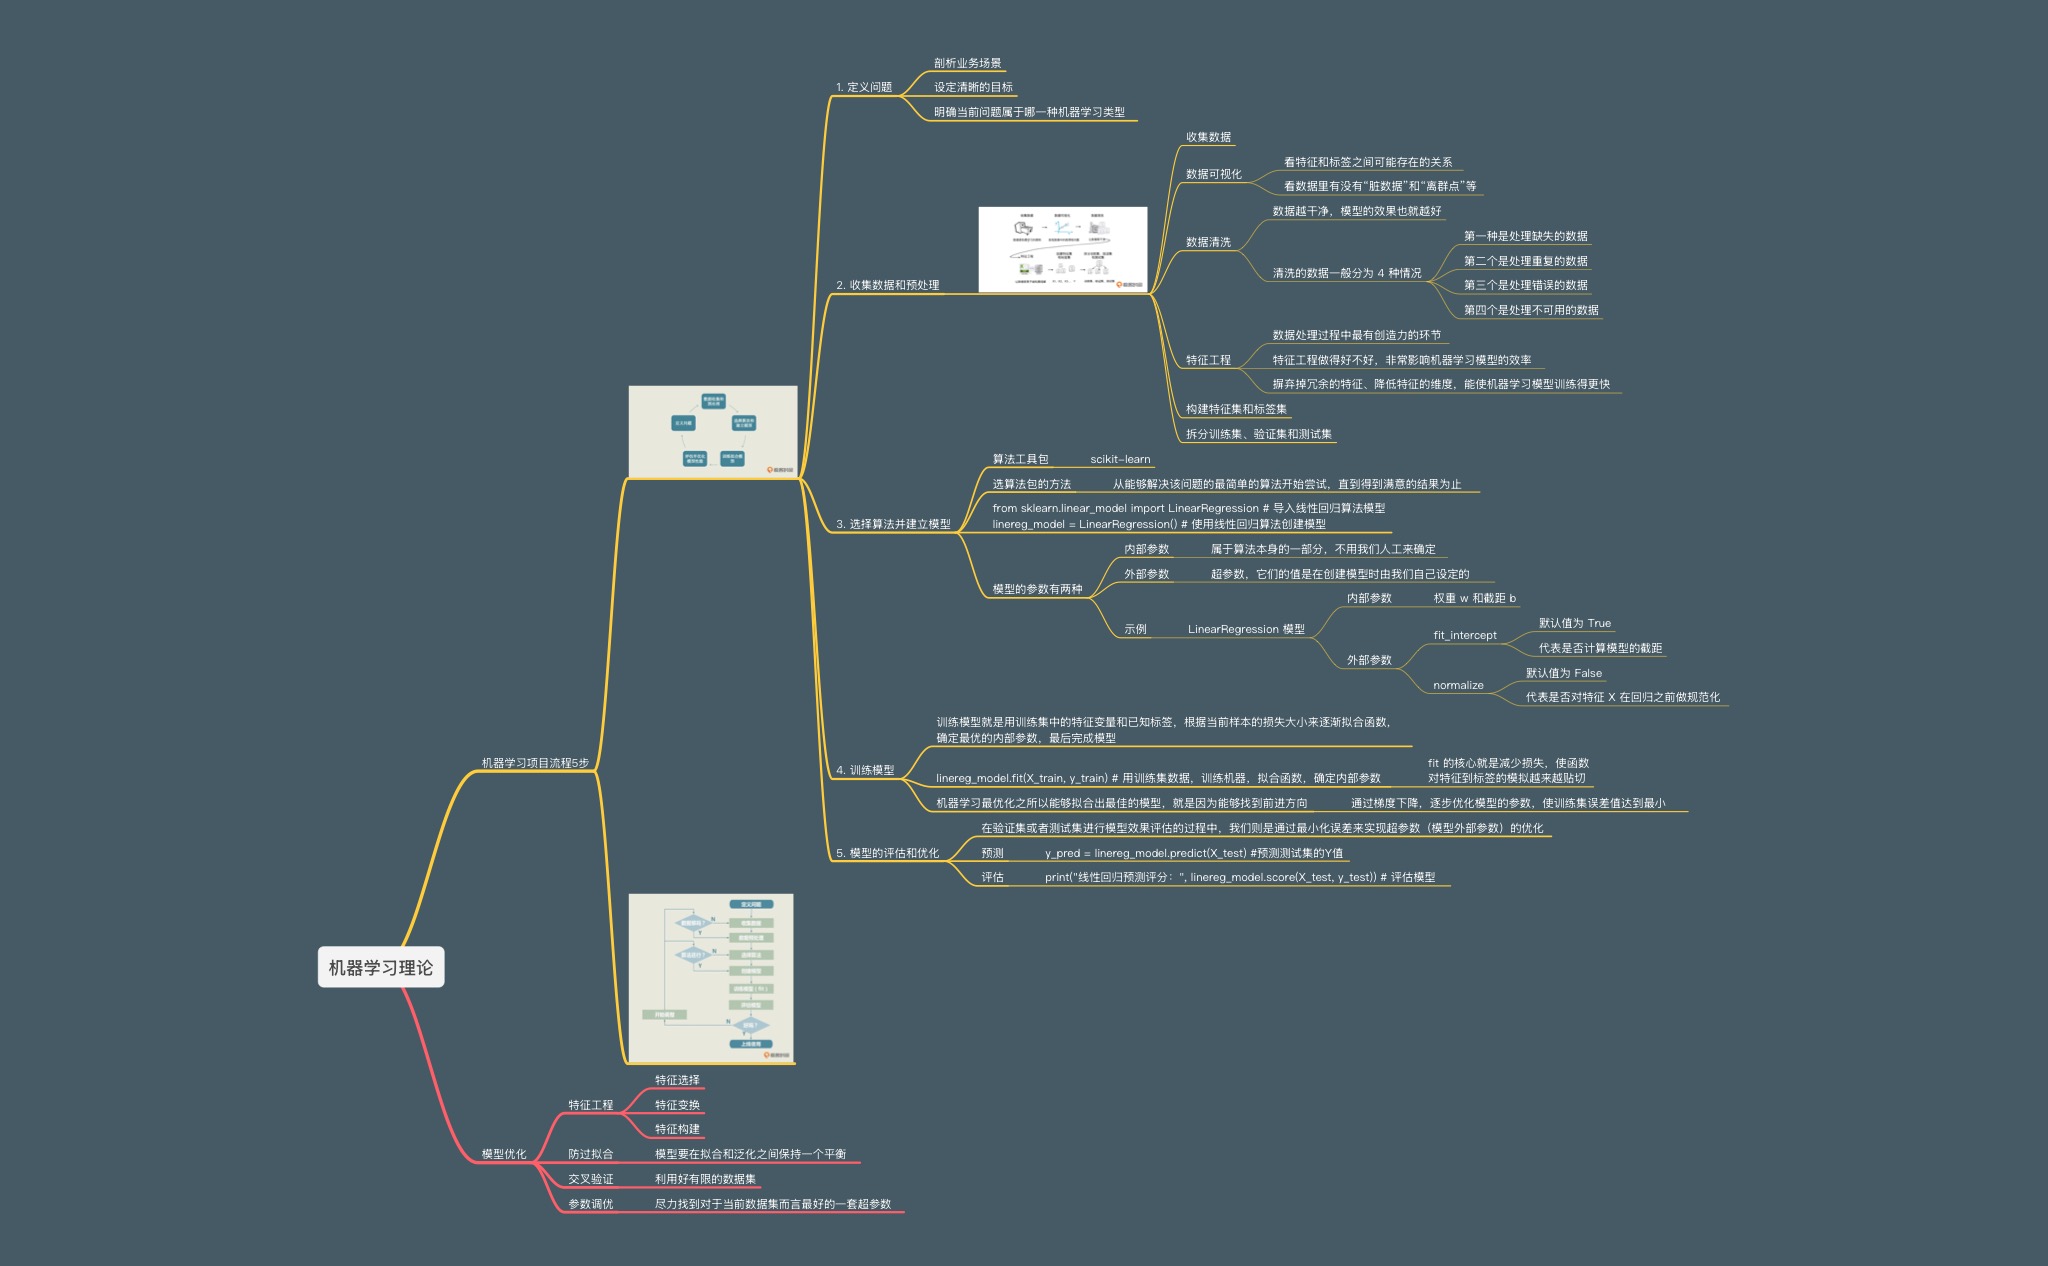 剖析业务场景
1. 定义问题
设定清晰的目标
明确当前问题属于哪一种机器学习类型
收集数据
数据可视化
看特征和标签之间可能存在的关系
看数据里有没有“脏数据”和“离群点”等
数据清洗
数据越干净，模型的效果也就越好
清洗的数据一般分为 4 种情况
第一种是处理缺失的数据
第二个是处理重复的数据
第三个是处理错误的数据
第四个是处理不可用的数据
2. 收集数据和预处理
特征工程
数据处理过程中最有创造力的环节
特征工程做得好不好，非常影响机器学习模型的效率
摒弃掉冗余的特征、降低特征的维度，能使机器学习模型训练得更快
构建特征集和标签集
拆分训练集、验证集和测试集
定义问题
极客时间
算法工具包
scikit-learn
选算法包的方法
从能够解决该问题的最简单的算法开始尝试，直到得到满意的结果为止
3. 选择算法并建立模型
from sklearn.linear_model import LinearRegression # 导入线性回归算法模型
linereg_model = LinearRegression() # 使用线性回归算法创建模型
模型的参数有两种
内部参数
属于算法本身的一部分，不用我们人工来确定
外部参数
超参数，它们的值是在创建模型时由我们自己设定的
示例
LinearRegression 模型
内部参数
权重 w 和截距 b
外部参数
fit_intercept
默认值为 True
代表是否计算模型的截距
normalize
默认值为 False
代表是否对特征 X 在回归之前做规范化
机器学习项目流程5步
4. 训练模型
训练模型就是用训练集中的特征变量和已知标签，根据当前样本的损失大小来逐渐拟合函数，
确定最优的内部参数，最后完成模型
linereg_model.fit(X_train, y_train) # 用训练集数据，训练机器，拟合函数，确定内部参数
fit 的核心就是减少损失，使函数
对特征到标签的模拟越来越贴切
机器学习最优化之所以能够拟合出最佳的模型，就是因为能够找到前进方向
通过梯度下降，逐步优化模型的参数，使训练集误差值达到最小
5. 模型的评估和优化
在验证集或者测试集进行模型效果评估的过程中，我们则是通过最小化误差来实现超参数（模型外部参数）的优化
预测
y_pred = linereg_model.predict(X_test) #预测测试集的Y值
评估
print("线性回归预测评分：", linereg_model.score(X_test, y_test)) # 评估模型
定义问题
N
Y
N
Y
N
Y
上线使用
极客时间
机器学习理论
模型优化
特征工程
特征选择
特征变换
特征构建
防过拟合
模型要在拟合和泛化之间保持一个平衡
交叉验证
利用好有限的数据集
参数调优
尽力找到对于当前数据集而言最好的一套超参数